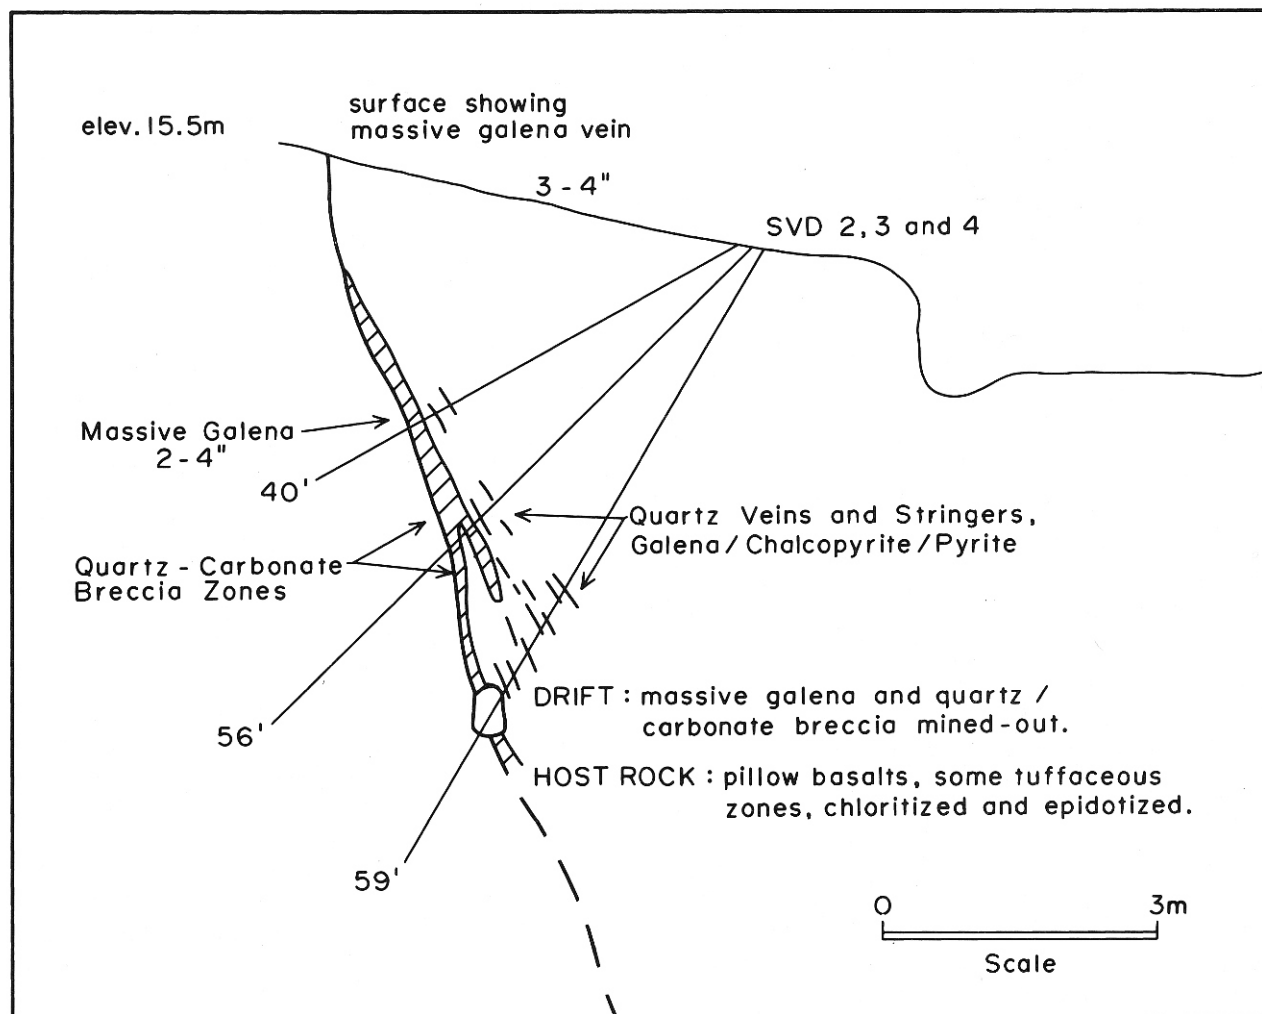 elev. 15.5m
surface showing
massive galena vein
3 - 4"
SVD 2, 3 and 4
Massive Galena
2 - 4"
40'
Quartz Veins and Stringers,
Galena / Chalcopyrite / Pyrite
Quartz - Carbonate
Breccia Zones
56'
DRIFT : massive galena and quartz /
carbonate breccia mined-out.
HOST ROCK : pillow basalts, some tuffaceous
zones, chloritized and epidotized.
59'
0 3m
Scale